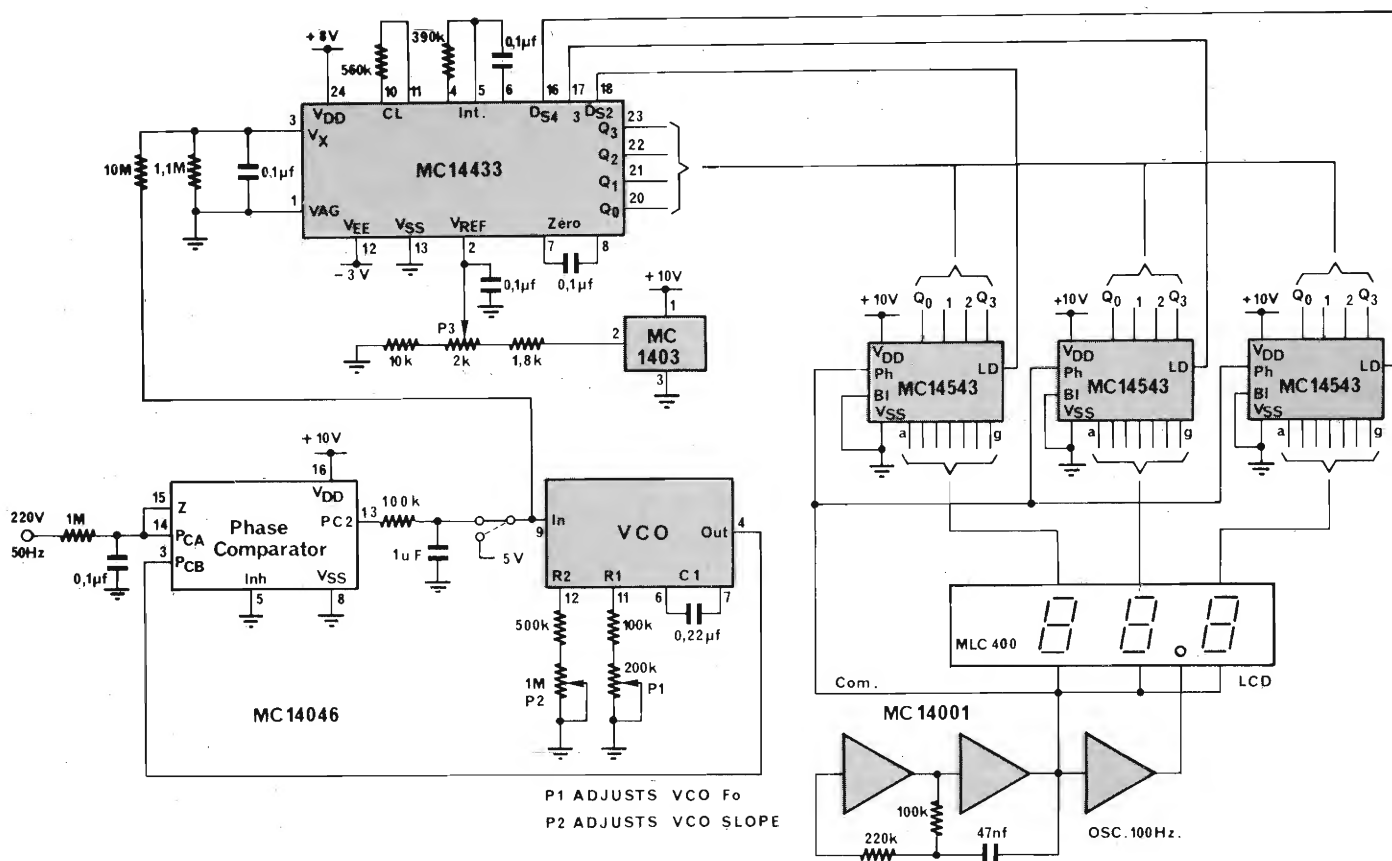 +8V
560k
390k
0,1µf
24 10 11 4 5 6 16 17 18
VDD CL Int. DS4 3 DS2
3 VX
Q3 23
Q2 22
Q1 21
Q0 20
MC14433
10M 1,1M 0,1µf
1 VAG
VEE VSS VREF Zéro
12 13 2 7 8
-3V
0,1µf
0,1µf
+10V
1
P3
10k 2k 1,8k
2 MC
1403
3
+10V Q0 1 2 Q3
+10V Q0 1 2 Q3
+10V Q0 1 2 Q3
VDD
Ph LD
MC14543
BI
VSS
a g
VDD
Ph LD
MC14543
BI
VSS
a g
VDD
Ph LD
MC14543
BI
VSS
a g
+10V
16
VDD
220V
50Hz
1M
0,1µf
15 Z
14 PCA
3 PCB
Phase
Comparator
PC2 13
Inh VSS
5 8
100k
1uF
5V
9 In
VCO
Out 4
R2 R1 C1
12 11 6 7
0,22µf
500k 100k
1M
P2
200k
P1
MC14046
P1 ADJUSTS VCO Fo
P2 ADJUSTS VCO SLOPE
MLC400
LCD
Com.
MC14001
100k
220k
47nf
OSC.100Hz.